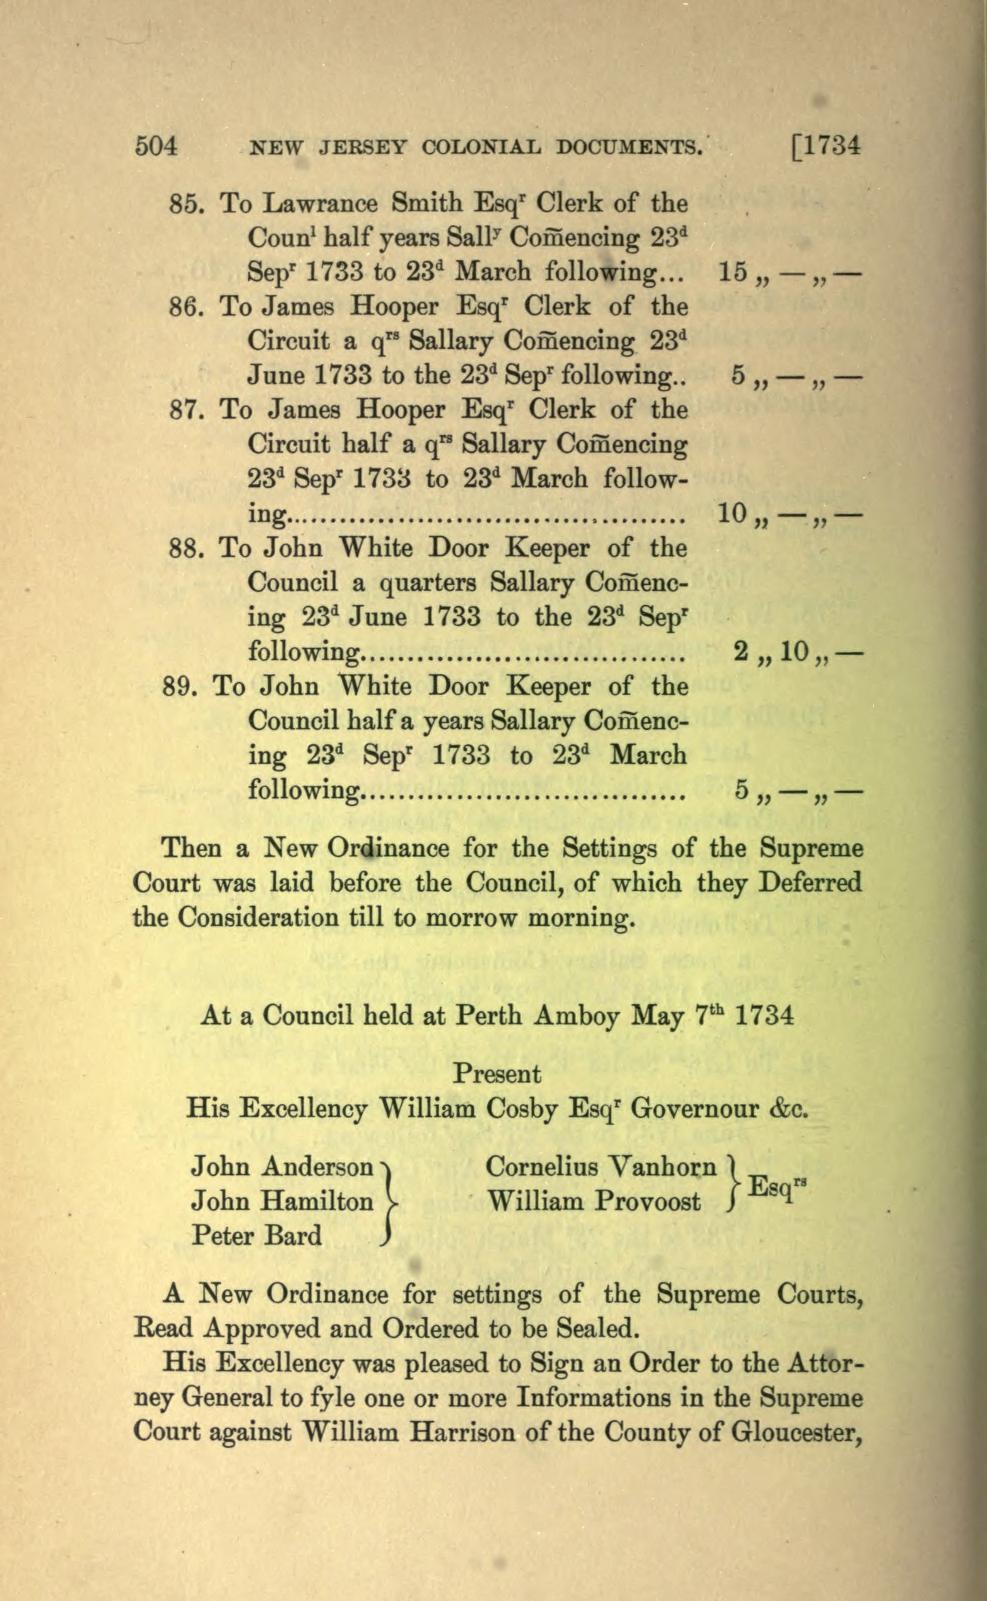 504 NEW JERSEY COLONIAL DOCUMENTS. [1734
85. To Lawrance Smith Esqʳ Clerk of the
Counˡ half years Sallʸ Com̅encing 23ᵈ
Sepʳ 1733 to 23ᵈ March following... 15 „ — „ —
86. To James Hooper Esqʳ Clerk of the
Circuit a qʳˢ Sallary Com̅encing 23ᵈ
June 1733 to the 23ᵈ Sepʳ following.. 5 „ — „ —
87. To James Hooper Esqʳ Clerk of the
Circuit half a qʳˢ Sallary Com̅encing
23ᵈ Sepʳ 1733 to 23ᵈ March follow-
ing............................................... 10 „ — „ —
88. To John White Door Keeper of the
Council a quarters Sallary Com̅enc-
ing 23ᵈ June 1733 to the 23ᵈ Sepʳ
following................................... 2 „ 10 „ —
89. To John White Door Keeper of the
Council half a years Sallary Com̅enc-
ing 23ᵈ Sepʳ 1733 to 23ᵈ March
following................................... 5 „ — „ —
Then a New Ordinance for the Settings of the Supreme
Court was laid before the Council, of which they Deferred
the Consideration till to morrow morning.
At a Council held at Perth Amboy May 7ᵗʰ 1734
Present
His Excellency William Cosby Esqʳ Governour &c.
John Anderson } Cornelius Vanhorn } Esqʳˢ
John Hamilton William Provoost
Peter Bard
A New Ordinance for settings of the Supreme Courts,
Read Approved and Ordered to be Sealed.
His Excellency was pleased to Sign an Order to the Attor-
ney General to fyle one or more Informations in the Supreme
Court against William Harrison of the County of Gloucester,